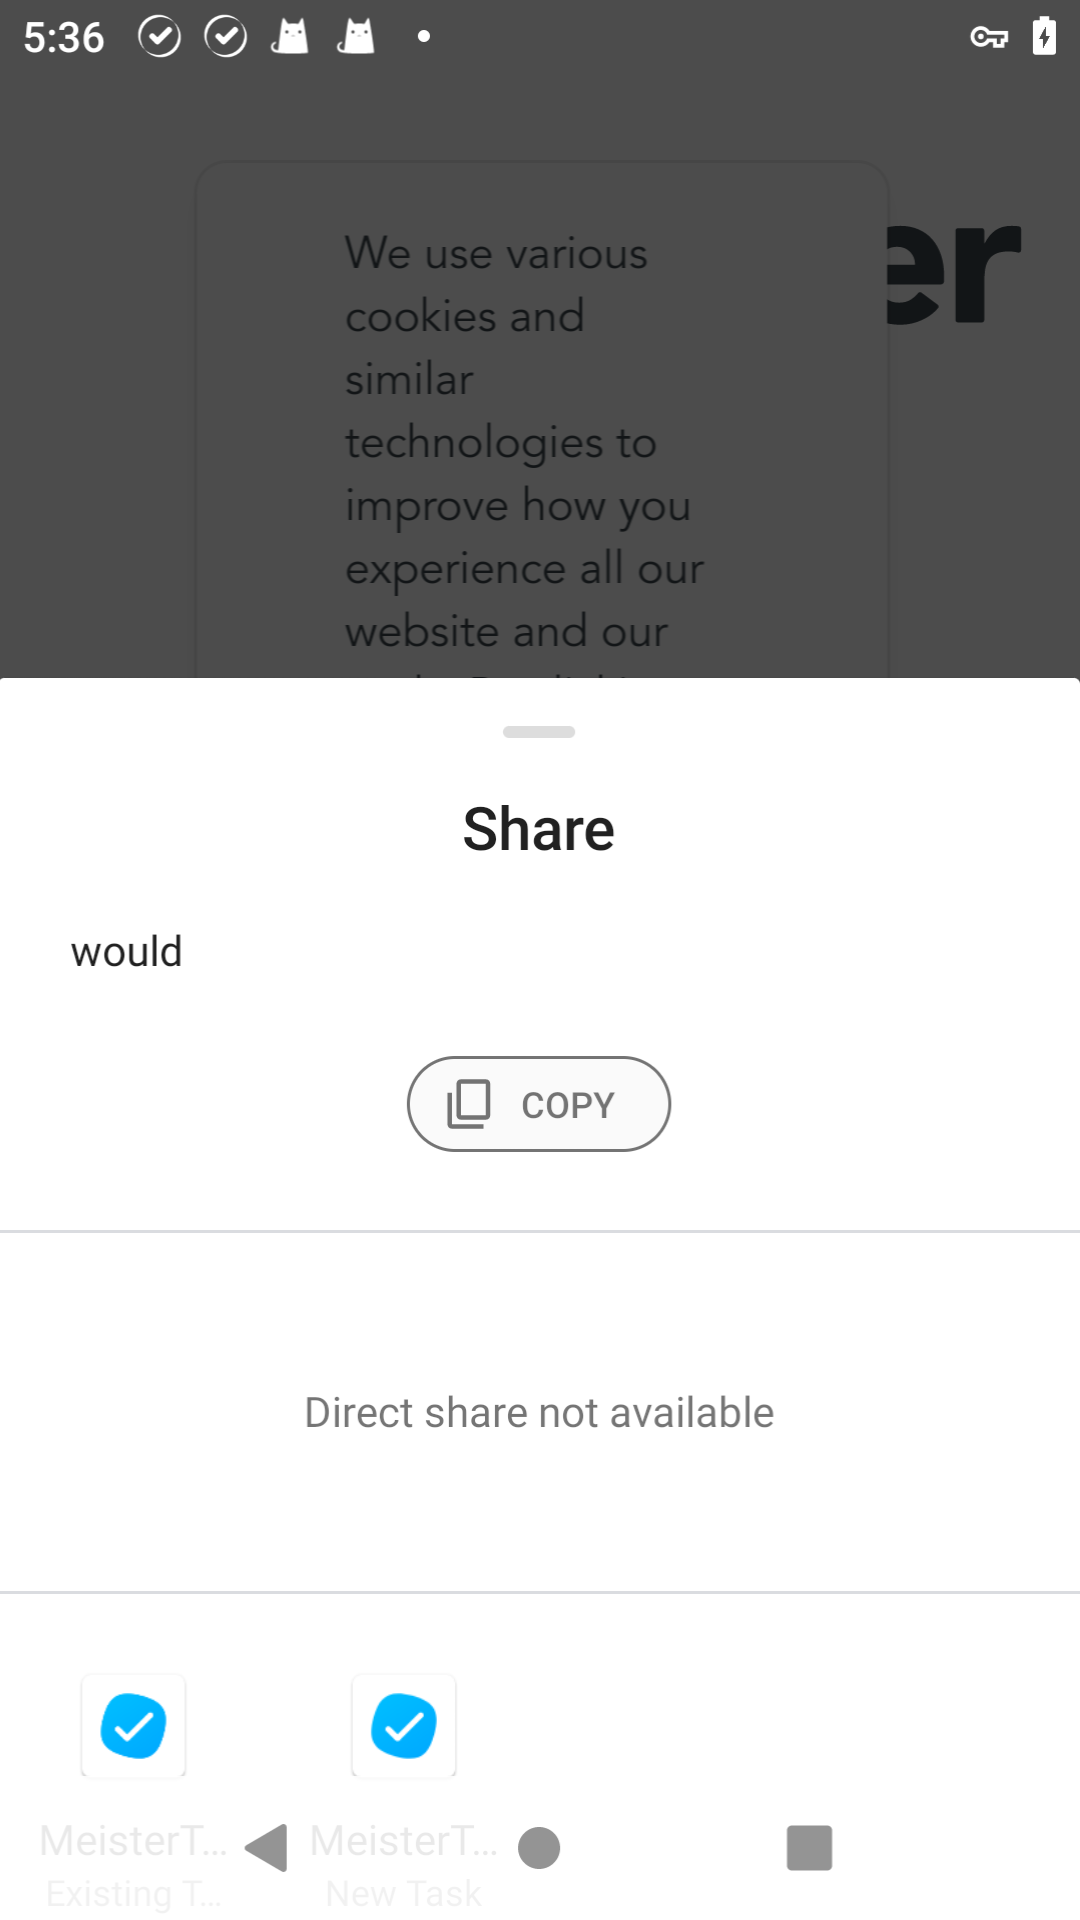 5:36
er
We use various
cookies and
similar
technologies to
improve how you
experience all our
website and our
Share
would
COPY
Direct share not available
MeisterT... MeisterT...
Existing T... New Task